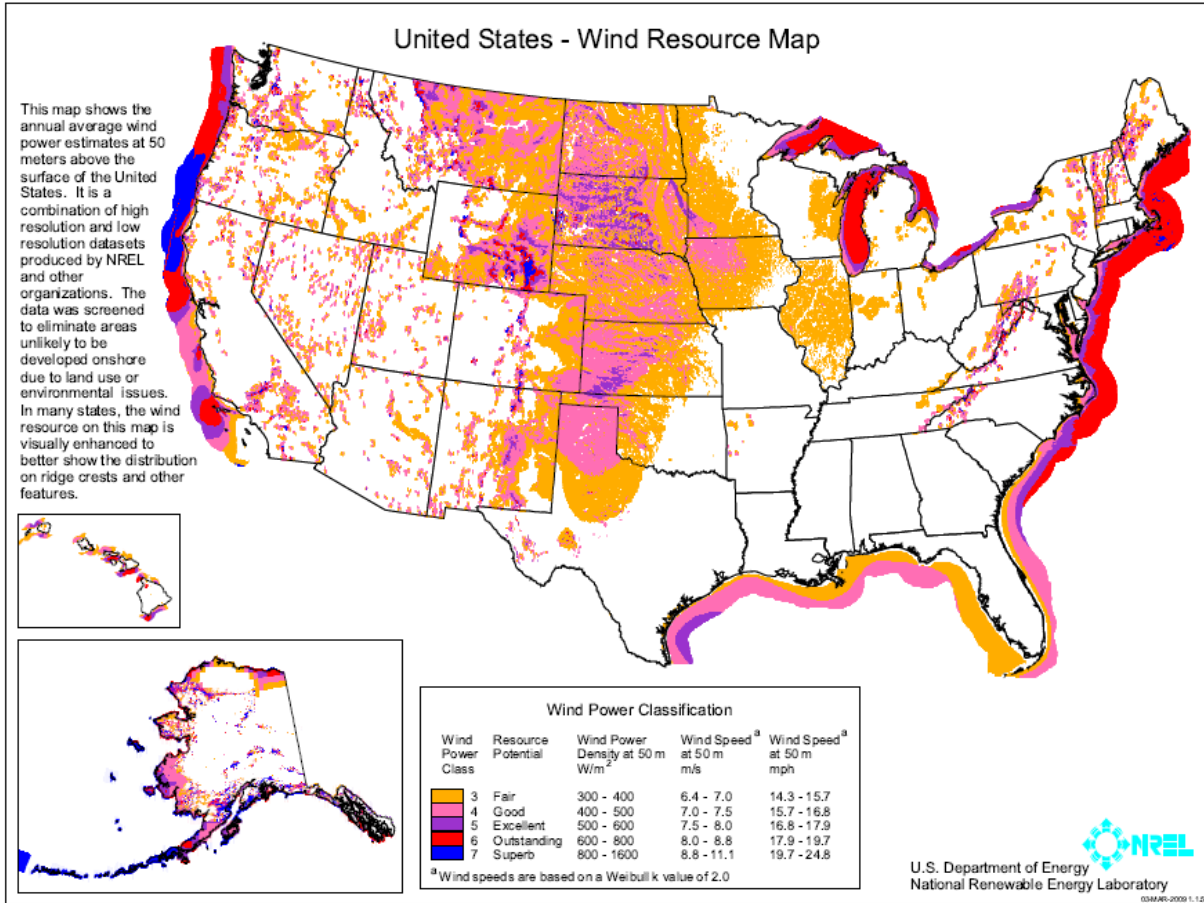 United States - Wind Resource Map
This map shows the
annual average wind
power estimates at 50
meters above the
surface of the United
States. It is a
combination of high
resolution and low
resolution datasets
produced by NREL
and other
organizations. The
data was screened
to eliminate areas
unlikely to be
developed onshore
due to land use or
environmental issues.
In many states, the wind
resource on this map is
visually enhanced to
better show the distribution
on ridge crests and other
features.
Wind Power Classification
Wind Resource Wind Power Wind Speed a Wind Speed a
Power Potential Density at 50 m at 50 m at 50 m
Class W/m2 m/s mph
3 Fair 300 - 400 6.4 - 7.0 14.3 - 15.7
4 Good 400 - 500 7.0 - 7.5 15.7 - 16.8
5 Excellent 500 - 600 7.5 - 8.0 16.8 - 17.9
6 Outstanding 600 - 800 8.0 - 8.8 17.9 - 19.7
7 Superb 800 - 1600 8.8 - 11.1 19.7 - 24.8
a Wind speeds are based on a Weibull k value of 2.0
NREL
U.S. Department of Energy
National Renewable Energy Laboratory
03-MAR-2009